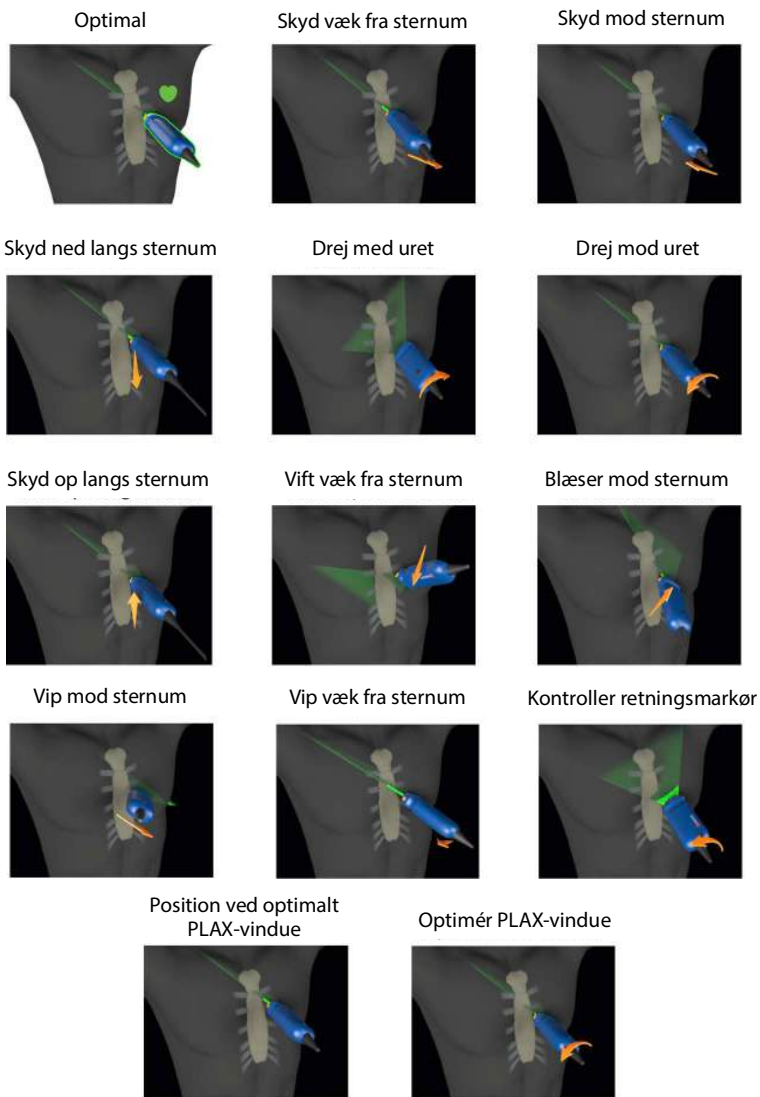 Optimal
Skyd væk fra sternum
Skyd mod sternum
Skyd ned langs sternum
Drej med uret
Drej mod uret
Skyd op langs sternum
Vift væk fra sternum
Blæser mod sternum
Vip mod sternum
Vip væk fra sternum
Kontroller retningsmarkør
Position ved optimalt
PLAX-vindue
Optimér PLAX-vindue